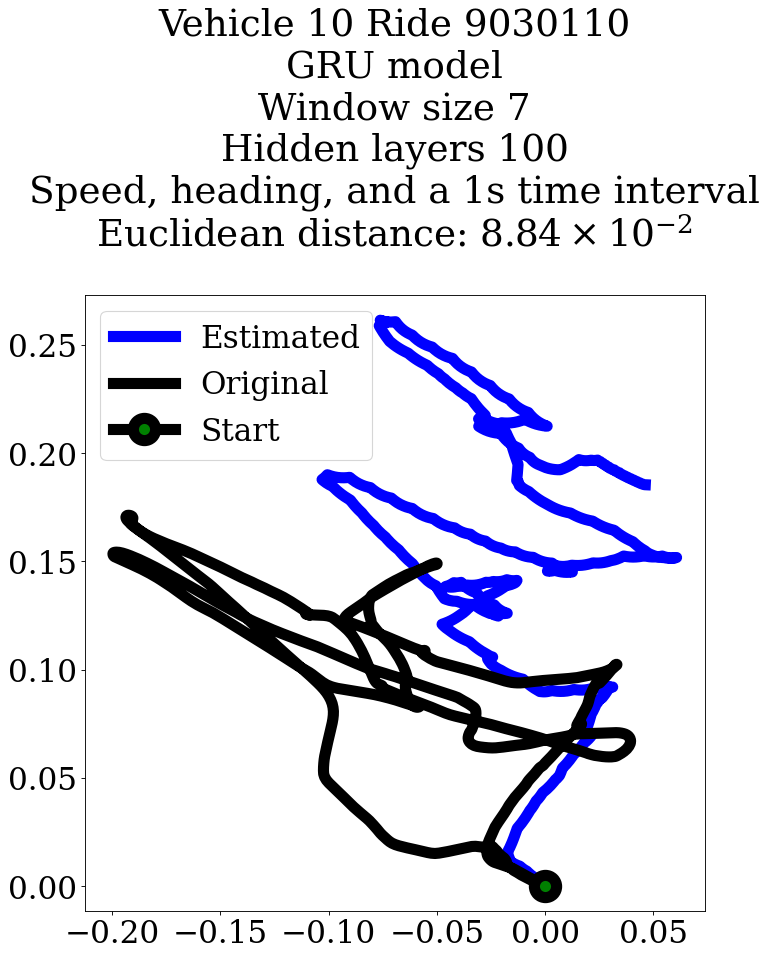 Vehicle 10 Ride 9030110
GRU model
Window size 7
Hidden layers 100
Speed, heading, and a 1s time interval
Euclidean distance: 8.84 × 10⁻²
Estimated
Original
Start
0.25
0.20
0.15
0.10
0.05
0.00
−0.20 −0.15 −0.10 −0.05 0.00 0.05